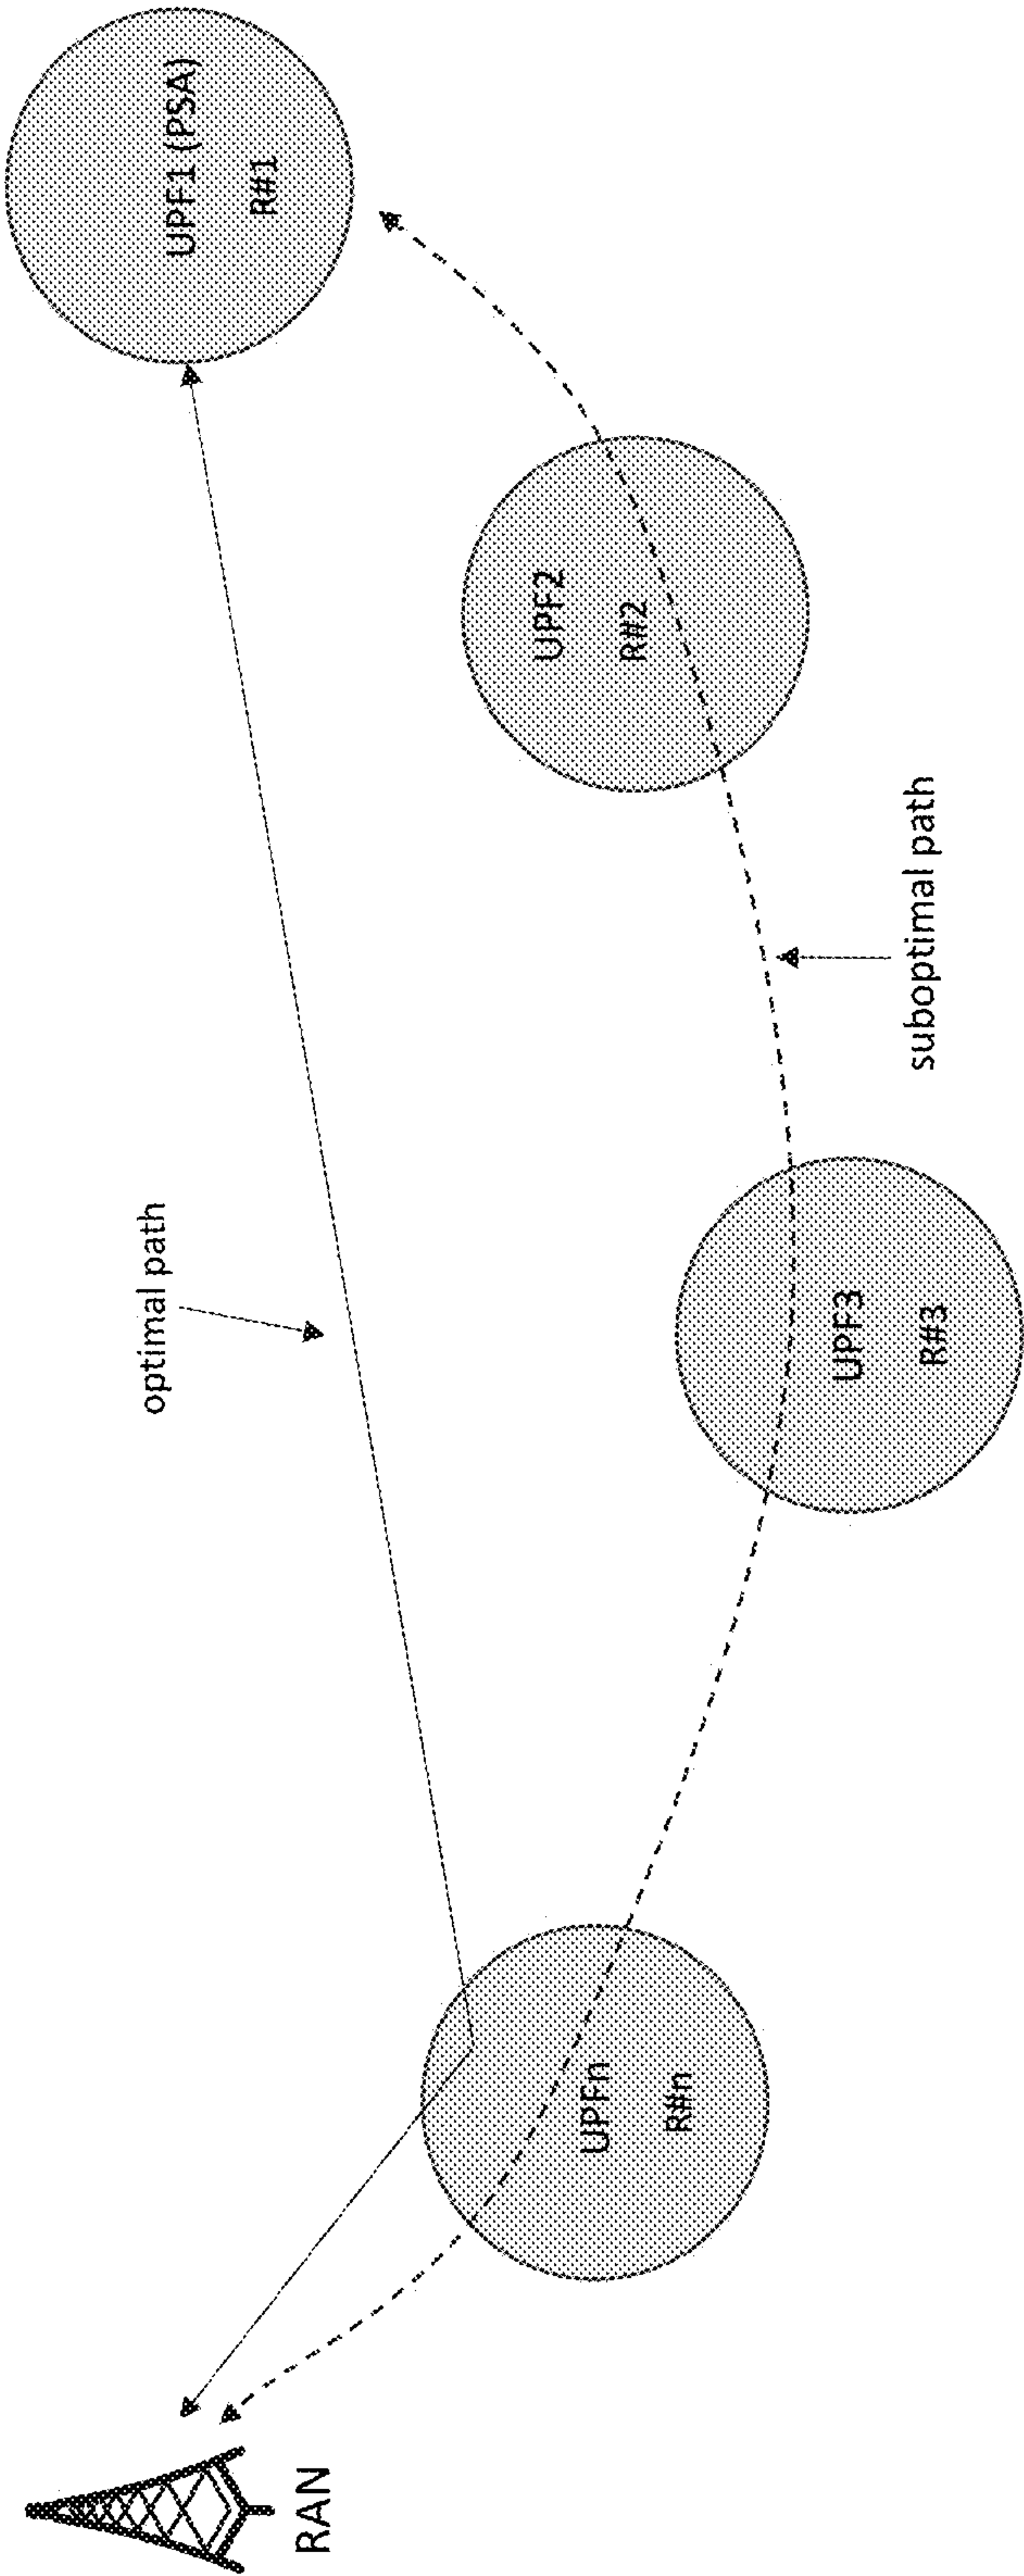 RAN
optimal path
UPF1 (PSA)
R#1
UPF2
R#2
suboptimal path
UPF3
R#3
UPFn
R#n